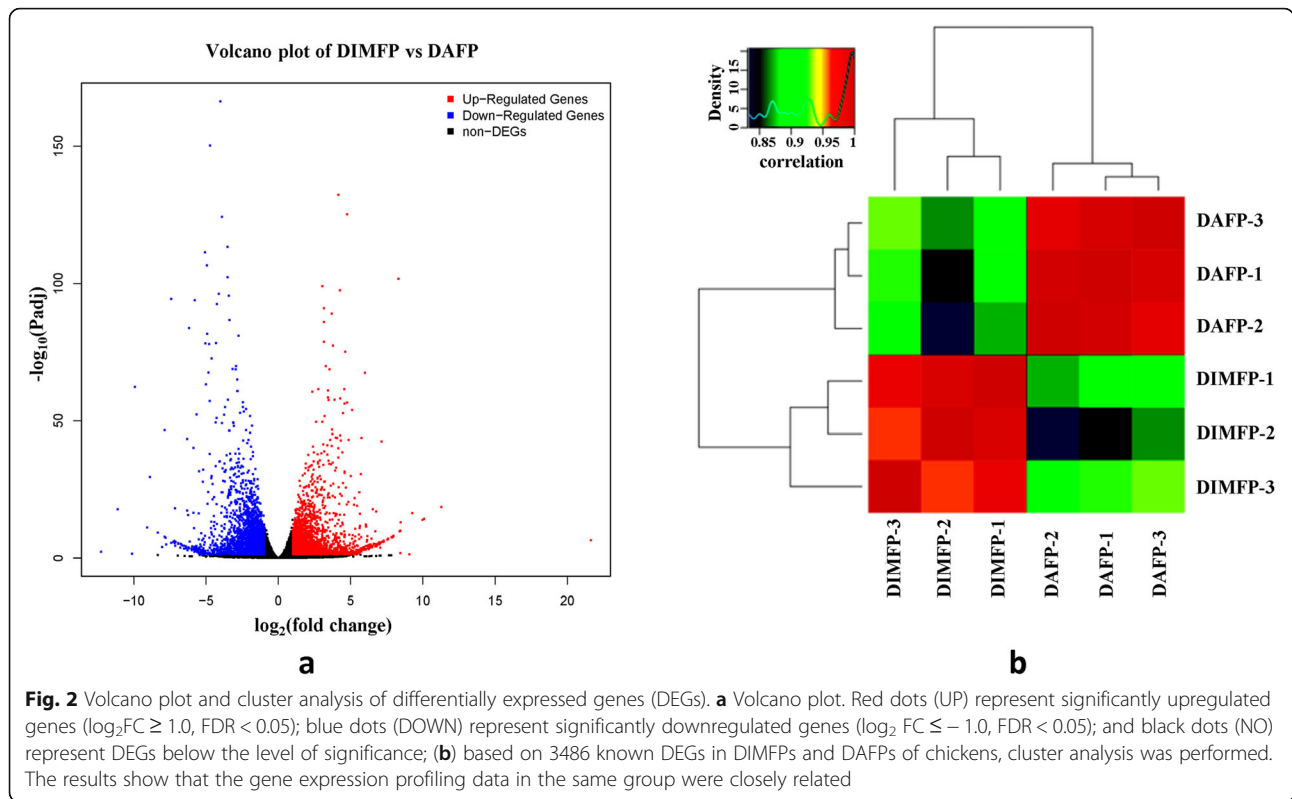 Volcano plot of DIMFP vs DAFP
Up−Regulated Genes
Down−Regulated Genes
non−DEGs
-log10(Padj)
150
100
50
0
−10
−5
0
5
10
15
20
log2(fold change)
a
Density
0 5 10 15
0.85 0.9 0.95 1
correlation
DAFP-3
DAFP-1
DAFP-2
DIMFP-1
DIMFP-2
DIMFP-3
DIMFP-3
DIMFP-2
DIMFP-1
DAFP-2
DAFP-1
DAFP-3
b
Fig. 2 Volcano plot and cluster analysis of differentially expressed genes (DEGs). a Volcano plot. Red dots (UP) represent significantly upregulated
genes (log2FC ≥ 1.0, FDR < 0.05); blue dots (DOWN) represent significantly downregulated genes (log2 FC ≤ − 1.0, FDR < 0.05); and black dots (NO)
represent DEGs below the level of significance; (b) based on 3486 known DEGs in DIMFPs and DAFPs of chickens, cluster analysis was performed.
The results show that the gene expression profiling data in the same group were closely related